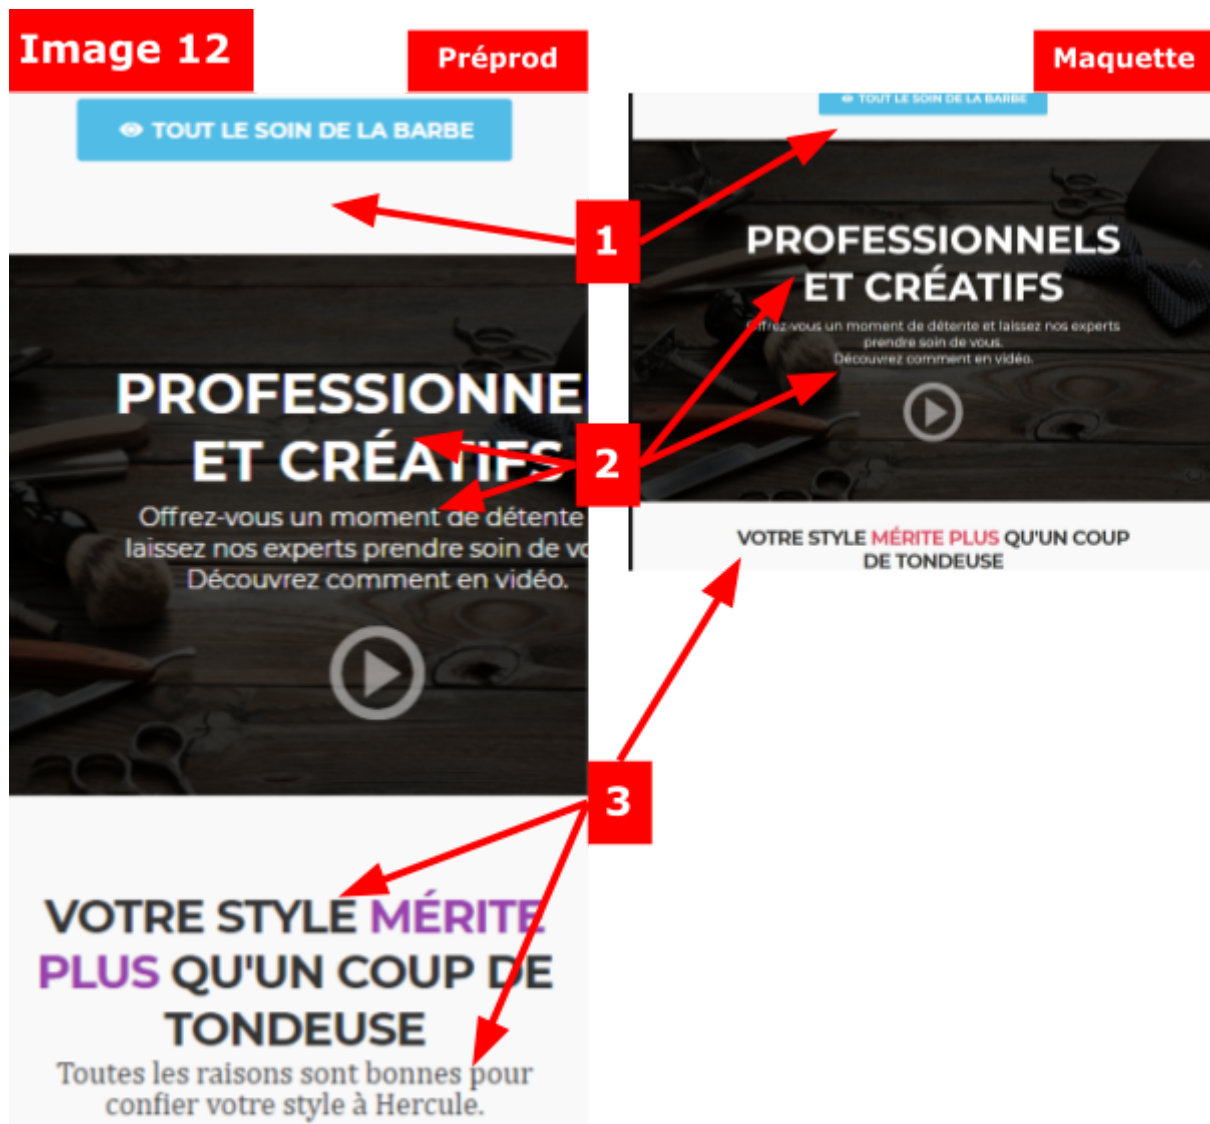 Image 12
Préprod
TOUT LE SOIN DE LA BARBE
PROFESSIONNE
ET CRÉATIFS
Offrez-vous un moment de détente
laissez nos experts prendre soin de vo
Découvrez comment en vidéo.
VOTRE STYLE MÉRITE
PLUS QU'UN COUP DE
TONDEUSE
Toutes les raisons sont bonnes pour
confier votre style à Hercule.
1
2
3
Maquette
TOUT LE SOIN DE LA BARBE
PROFESSIONNELS
ET CRÉATIFS
Offrez-vous un moment de détente et laissez nos experts
prendre soin de vous.
Découvrez comment en vidéo.
VOTRE STYLE MÉRITE PLUS QU'UN COUP
DE TONDEUSE